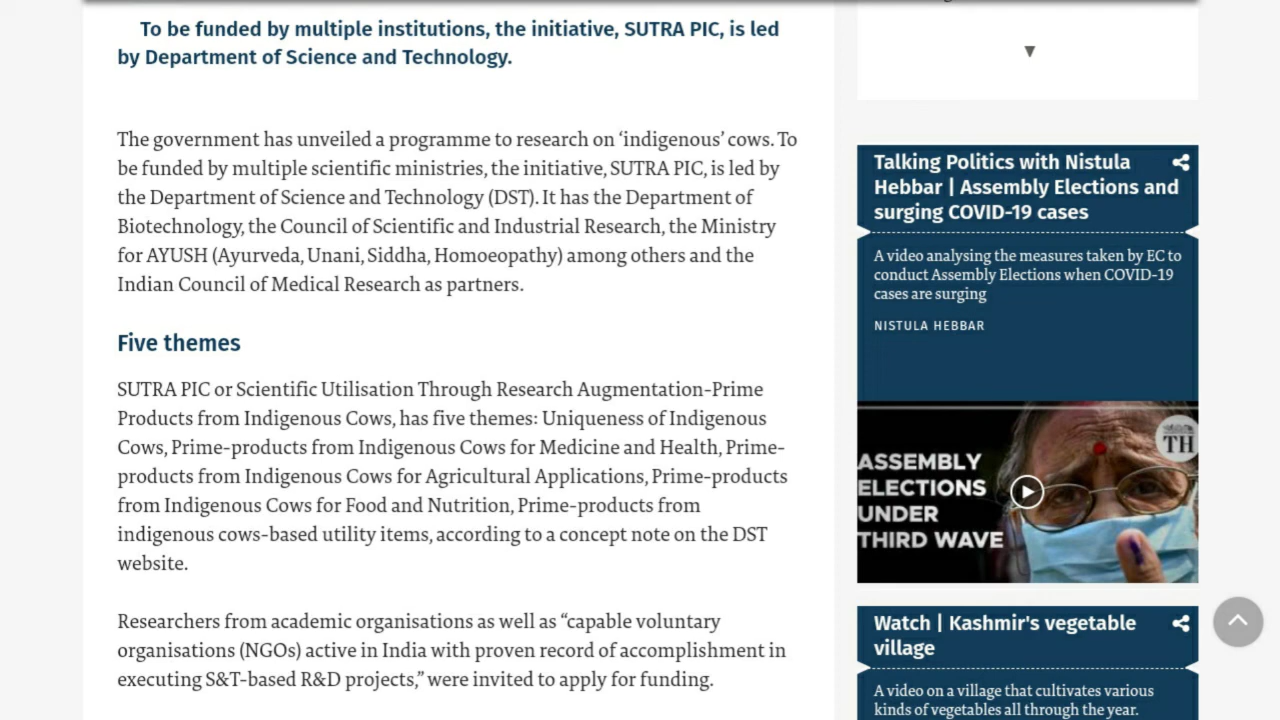 To be funded by multiple institutions, the initiative, SUTRA PIC, is led
by Department of Science and Technology.
The government has unveiled a programme to research on ‘indigenous’ cows. To
be funded by multiple scientific ministries, the initiative, SUTRA PIC, is led by
the Department of Science and Technology (DST). It has the Department of
Biotechnology, the Council of Scientific and Industrial Research, the Ministry
for AYUSH (Ayurveda, Unani, Siddha, Homoeopathy) among others and the
Indian Council of Medical Research as partners.
Five themes
SUTRA PIC or Scientific Utilisation Through Research Augmentation-Prime
Products from Indigenous Cows, has five themes: Uniqueness of Indigenous
Cows, Prime-products from Indigenous Cows for Medicine and Health, Prime-
products from Indigenous Cows for Agricultural Applications, Prime-products
from Indigenous Cows for Food and Nutrition, Prime-products from
indigenous cows-based utility items, according to a concept note on the DST
website.
Researchers from academic organisations as well as “capable voluntary
organisations (NGOs) active in India with proven record of accomplishment in
executing S&T-based R&D projects,” were invited to apply for funding.
Talking Politics with Nistula
Hebbar | Assembly Elections and
surging COVID-19 cases
A video analysing the measures taken by EC to
conduct Assembly Elections when COVID-19
cases are surging
NISTULA HEBBAR
TH
ASSEMBLY
ELECTIONS
UNDER
THIRD WAVE
Watch | Kashmir's vegetable
village
A video on a village that cultivates various
kinds of vegetables all through the year.